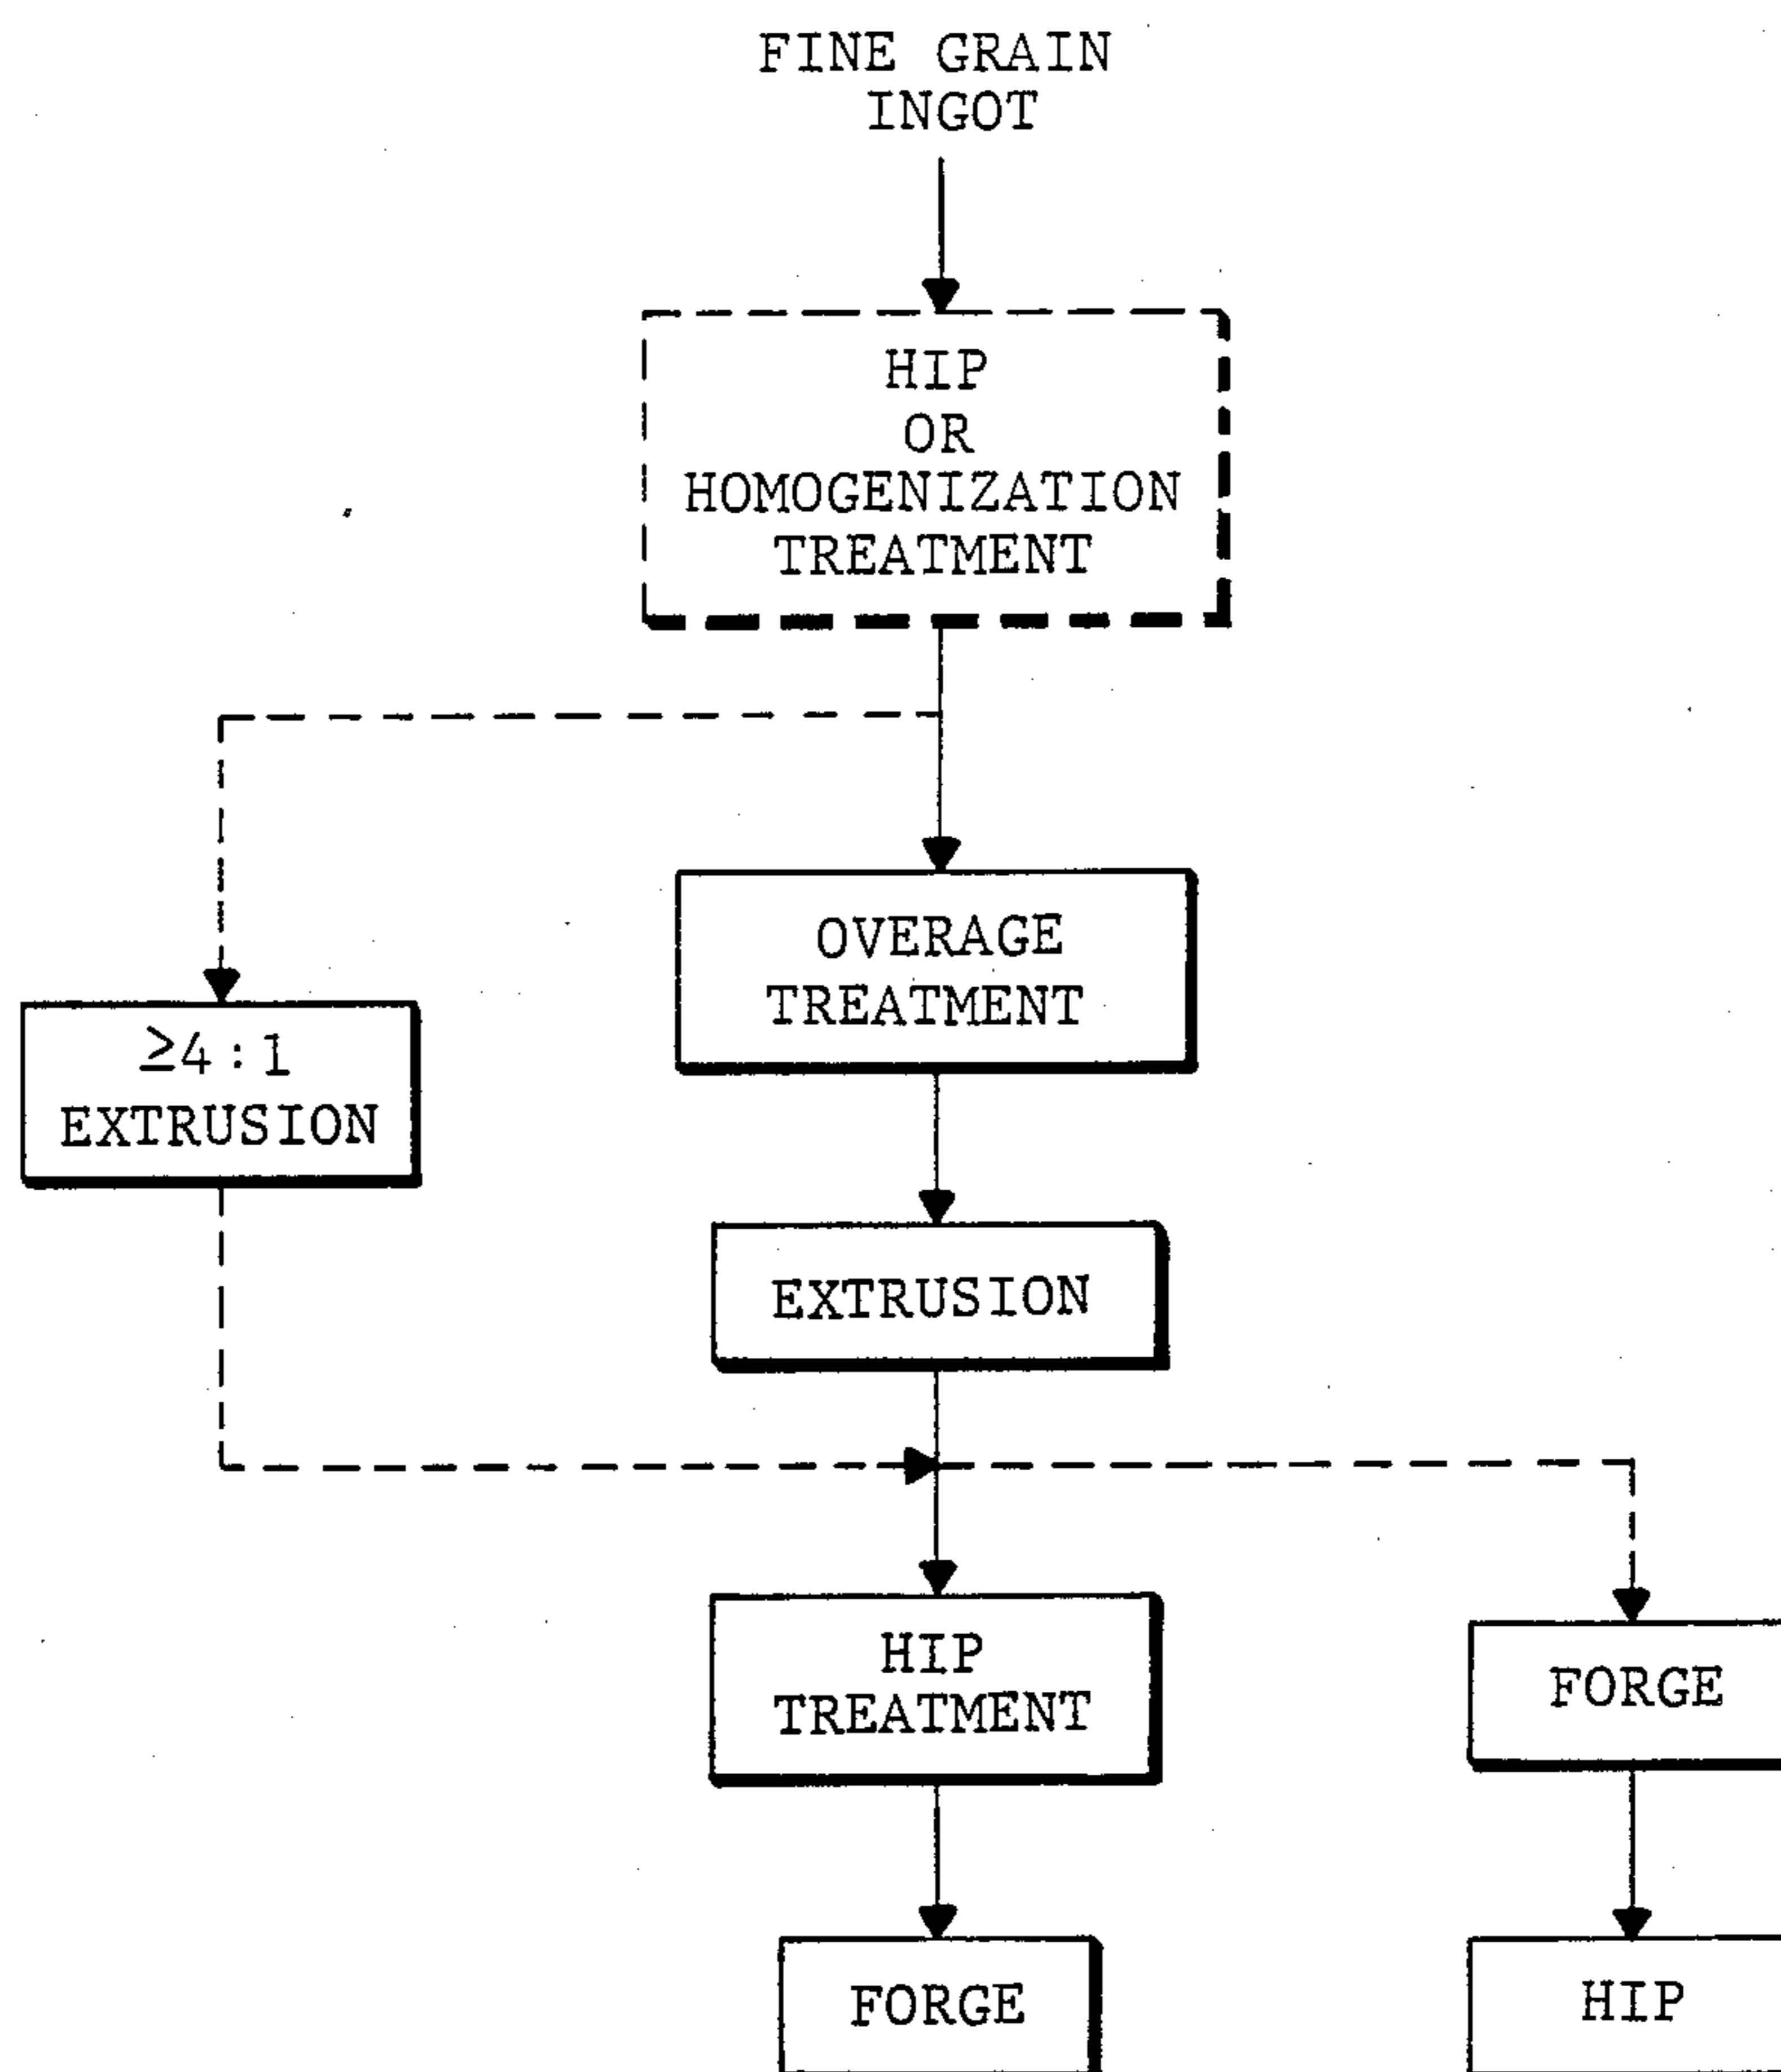 FINE GRAIN
INGOT
HIP
OR
HOMOGENIZATION
TREATMENT
OVERAGE
TREATMENT
≥4:1
EXTRUSION
EXTRUSION
HIP
TREATMENT
FORGE
FORGE
HIP